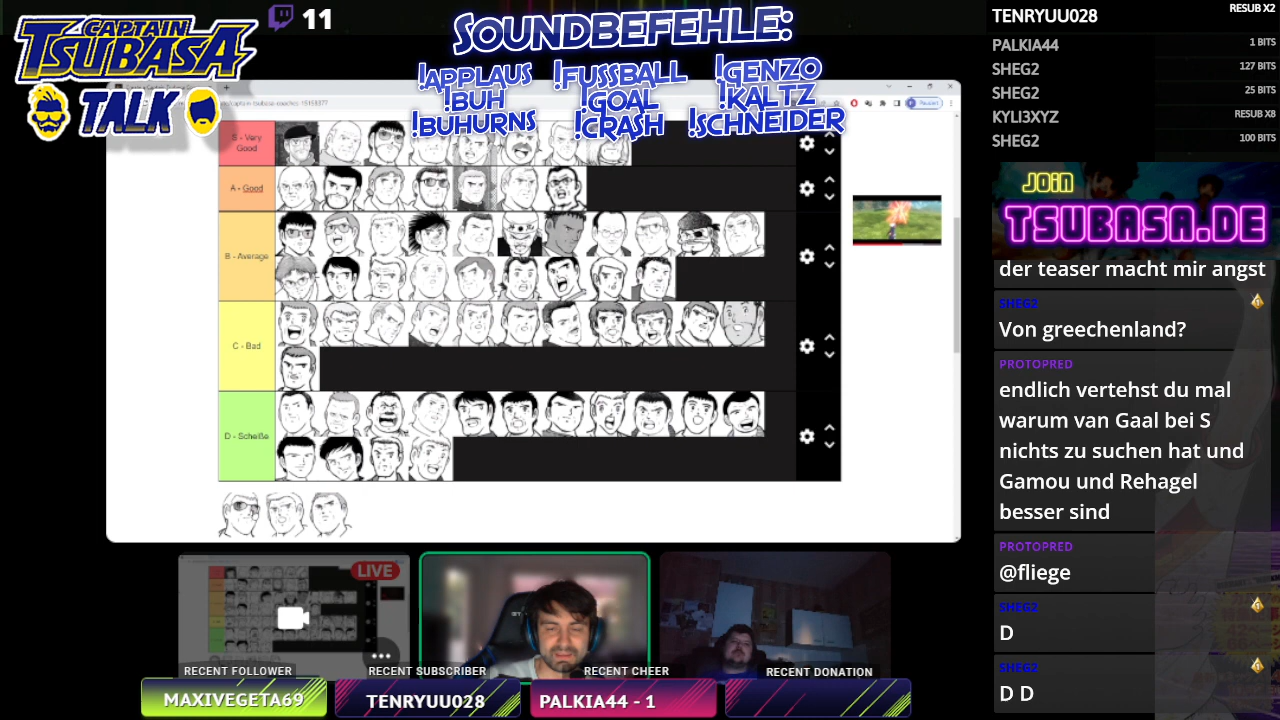 CAPTAIN
TSUBASA
TALK
11
SOUNDBEFEHLE:
!APPLAUS !FUSSBALL !GENZO
!BUH !GOAL !KALTZ
!BUHURNS !CRASH !SCHNEIDER
TENRYUU028 RESUB X2
PALKIA44 1 BITS
SHEG2 127 BITS
SHEG2 25 BITS
KYLI3XYZ RESUB X8
SHEG2 100 BITS
JOIN
TSUBASA.DE
der teaser macht mir angst
SHEG2
Von greechenland?
PROTOPRED
endlich vertehst du mal
warum van Gaal bei S
nichts zu suchen hat und
Gamou und Rehagel
besser sind
PROTOPRED
@fliege
SHEG2
D
SHEG2
D D
S - Very
Good
A - Good
B - Average
C - Bad
D - Scheiße
LIVE
RECENT FOLLOWER
RECENT SUBSCRIBER
RECENT CHEER
RECENT DONATION
MAXIVEGETA69
TENRYUU028
PALKIA44 - 1